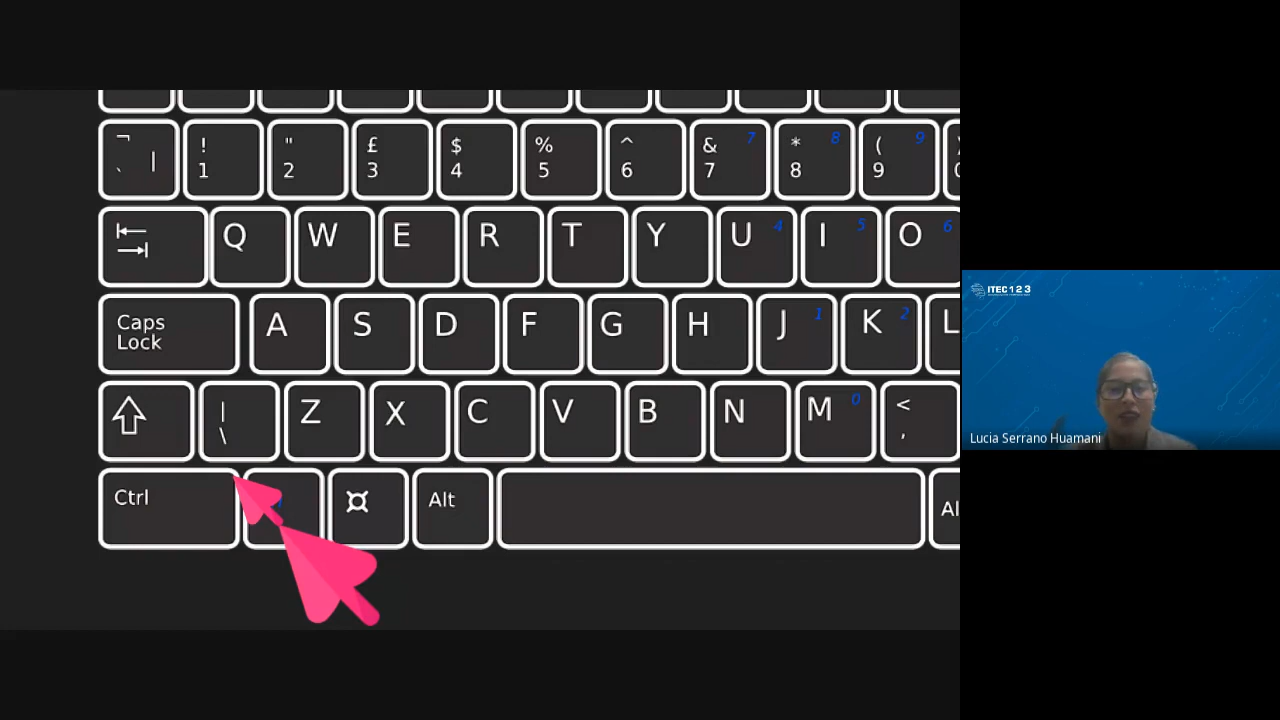 ¬ ` |
! 1
" 2
£ 3
$ 4
% 5
^ 6
& 7 7
* 8 8
( 9 9
Q
W
E
R
T
Y
U 4
I 5
O 6
Caps
Lock
A
S
D
F
G
H
J 1
K 2
L
| \
Z
X
C
V
B
N
M 0
< ,
Ctrl
Alt
Al
ITEC 1 2 3
Lucia Serrano Huamani